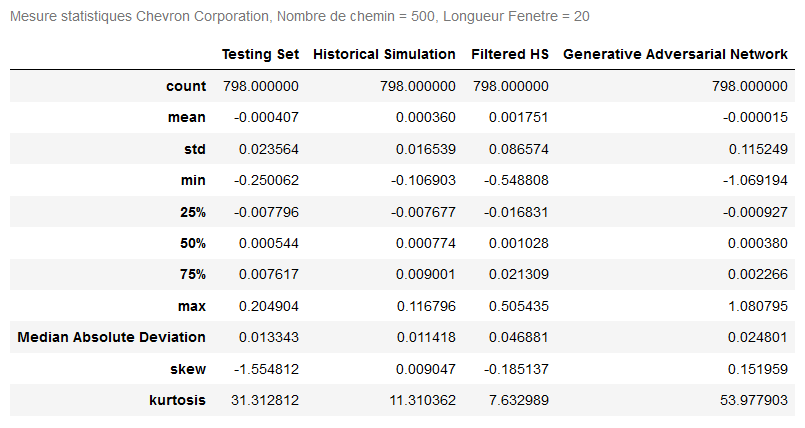 Mesure statistiques Chevron Corporation, Nombre de chemin = 500, Longueur Fenetre = 20
Testing Set Historical Simulation Filtered HS Generative Adversarial Network
count 798.000000 798.000000 798.000000 798.000000
mean -0.000407 0.000360 0.001751 -0.000015
std 0.023564 0.016539 0.086574 0.115249
min -0.250062 -0.106903 -0.548808 -1.069194
25% -0.007796 -0.007677 -0.016831 -0.000927
50% 0.000544 0.000774 0.001028 0.000380
75% 0.007617 0.009001 0.021309 0.002266
max 0.204904 0.116796 0.505435 1.080795
Median Absolute Deviation 0.013343 0.011418 0.046881 0.024801
skew -1.554812 0.009047 -0.185137 0.151959
kurtosis 31.312812 11.310362 7.632989 53.977903